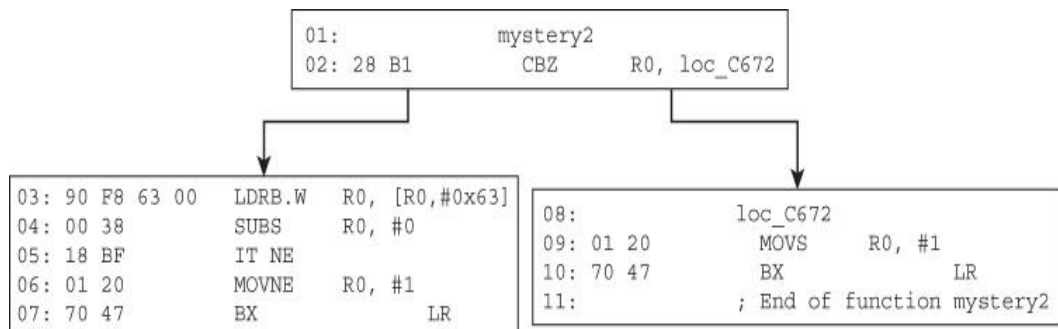 01: mystery2
02: 28 B1 CBZ R0, loc_C672
03: 90 F8 63 00 LDRB.W R0, [R0,#0x63]
04: 00 38 SUBS R0, #0
05: 18 BF IT NE
06: 01 20 MOVNE R0, #1
07: 70 47 BX LR
08: loc_C672
09: 01 20 MOVS R0, #1
10: 70 47 BX LR
11: ; End of function mystery2